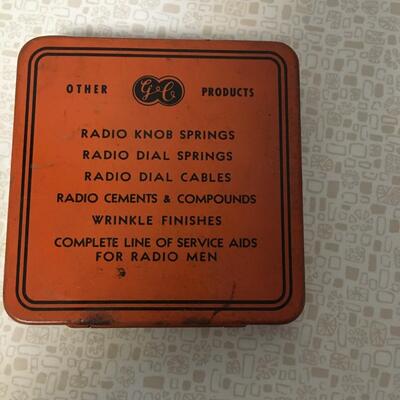 OTHER GC PRODUCTS
RADIO KNOB SPRINGS
RADIO DIAL SPRINGS
RADIO DIAL CABLES
RADIO CEMENTS & COMPOUNDS
WRINKLE FINISHES
COMPLETE LINE OF SERVICE AIDS
FOR RADIO MEN